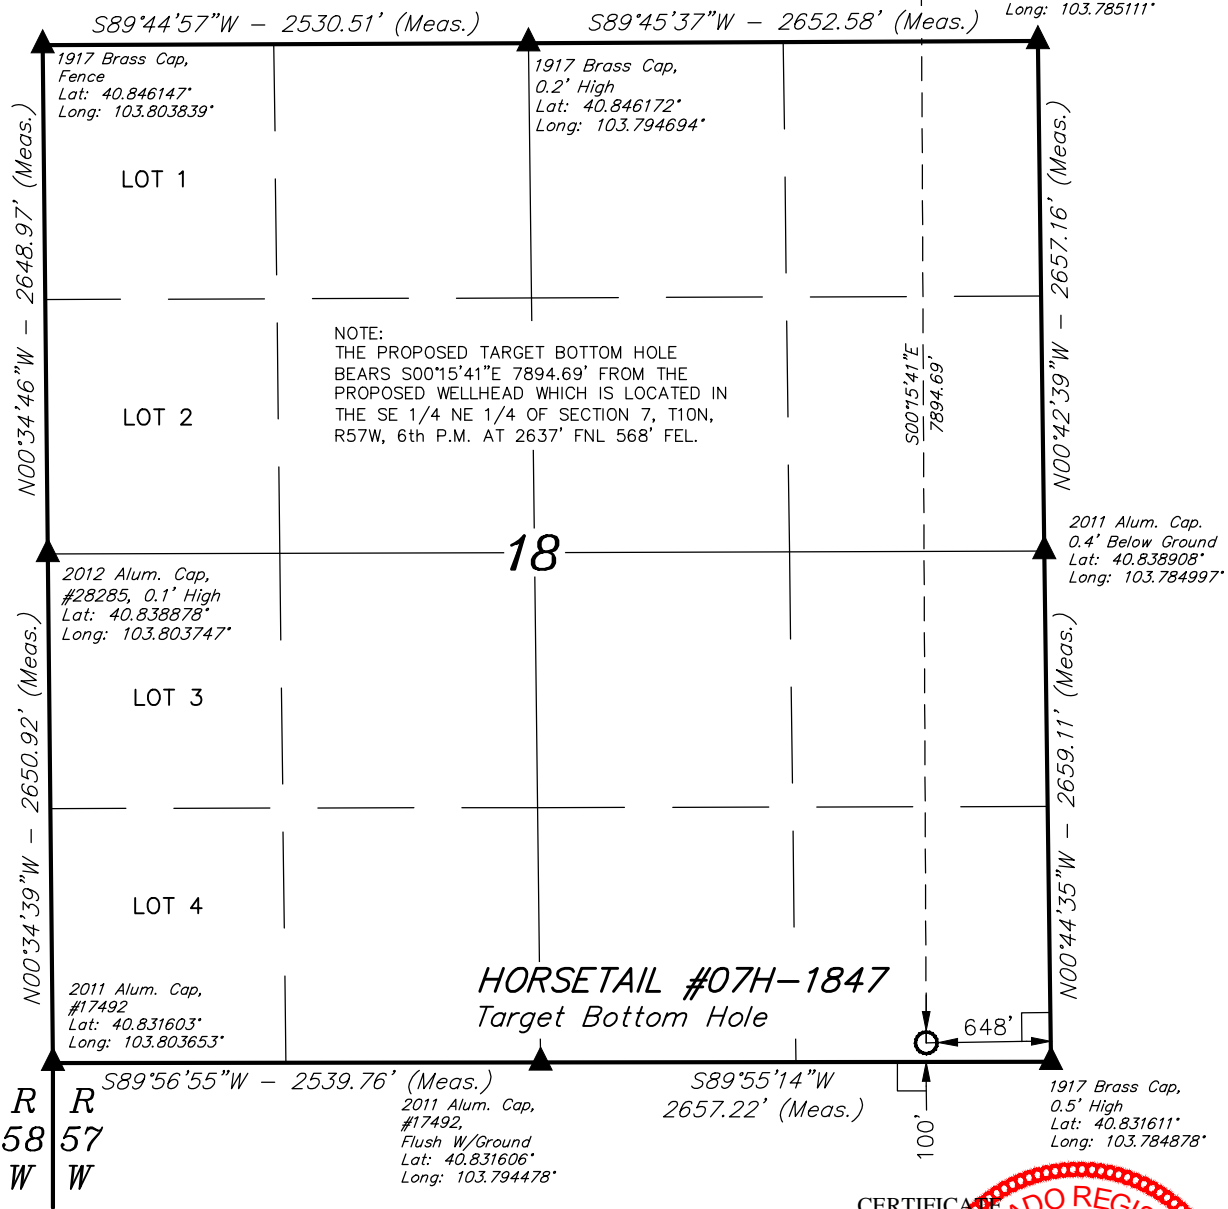 S89°44'57"W - 2530.51' (Meas.)
S89°45'37"W - 2652.58' (Meas.)
Long: 103.785111°
1917 Brass Cap,
Fence
Lat: 40.846147°
Long: 103.803839°
1917 Brass Cap,
0.2' High
Lat: 40.846172°
Long: 103.794694°
N00°34'46"W - 2648.97' (Meas.)
N00°42'39"W - 2657.16' (Meas.)
LOT 1
NOTE:
THE PROPOSED TARGET BOTTOM HOLE
BEARS S00°15'41"E 7894.69' FROM THE
PROPOSED WELLHEAD WHICH IS LOCATED IN
THE SE 1/4 NE 1/4 OF SECTION 7, T10N,
R57W, 6th P.M. AT 2637' FNL 568' FEL.
S00°15'41"E
7894.69'
LOT 2
18
2011 Alum. Cap.
0.4' Below Ground
Lat: 40.838908°
Long: 103.784997°
2012 Alum. Cap,
#28285, 0.1' High
Lat: 40.838878°
Long: 103.803747°
N00°34'39"W - 2650.92' (Meas.)
N00°44'35"W - 2659.11' (Meas.)
LOT 3
LOT 4
HORSETAIL #07H-1847
Target Bottom Hole
648'
2011 Alum. Cap,
#17492
Lat: 40.831603°
Long: 103.803653°
S89°56'55"W - 2539.76' (Meas.)
S89°55'14"W
2657.22' (Meas.)
100'
2011 Alum. Cap,
#17492,
Flush W/Ground
Lat: 40.831606°
Long: 103.794478°
1917 Brass Cap,
0.5' High
Lat: 40.831611°
Long: 103.784878°
R R
58 57
W W
CERTIFICATE
ADO REGIS